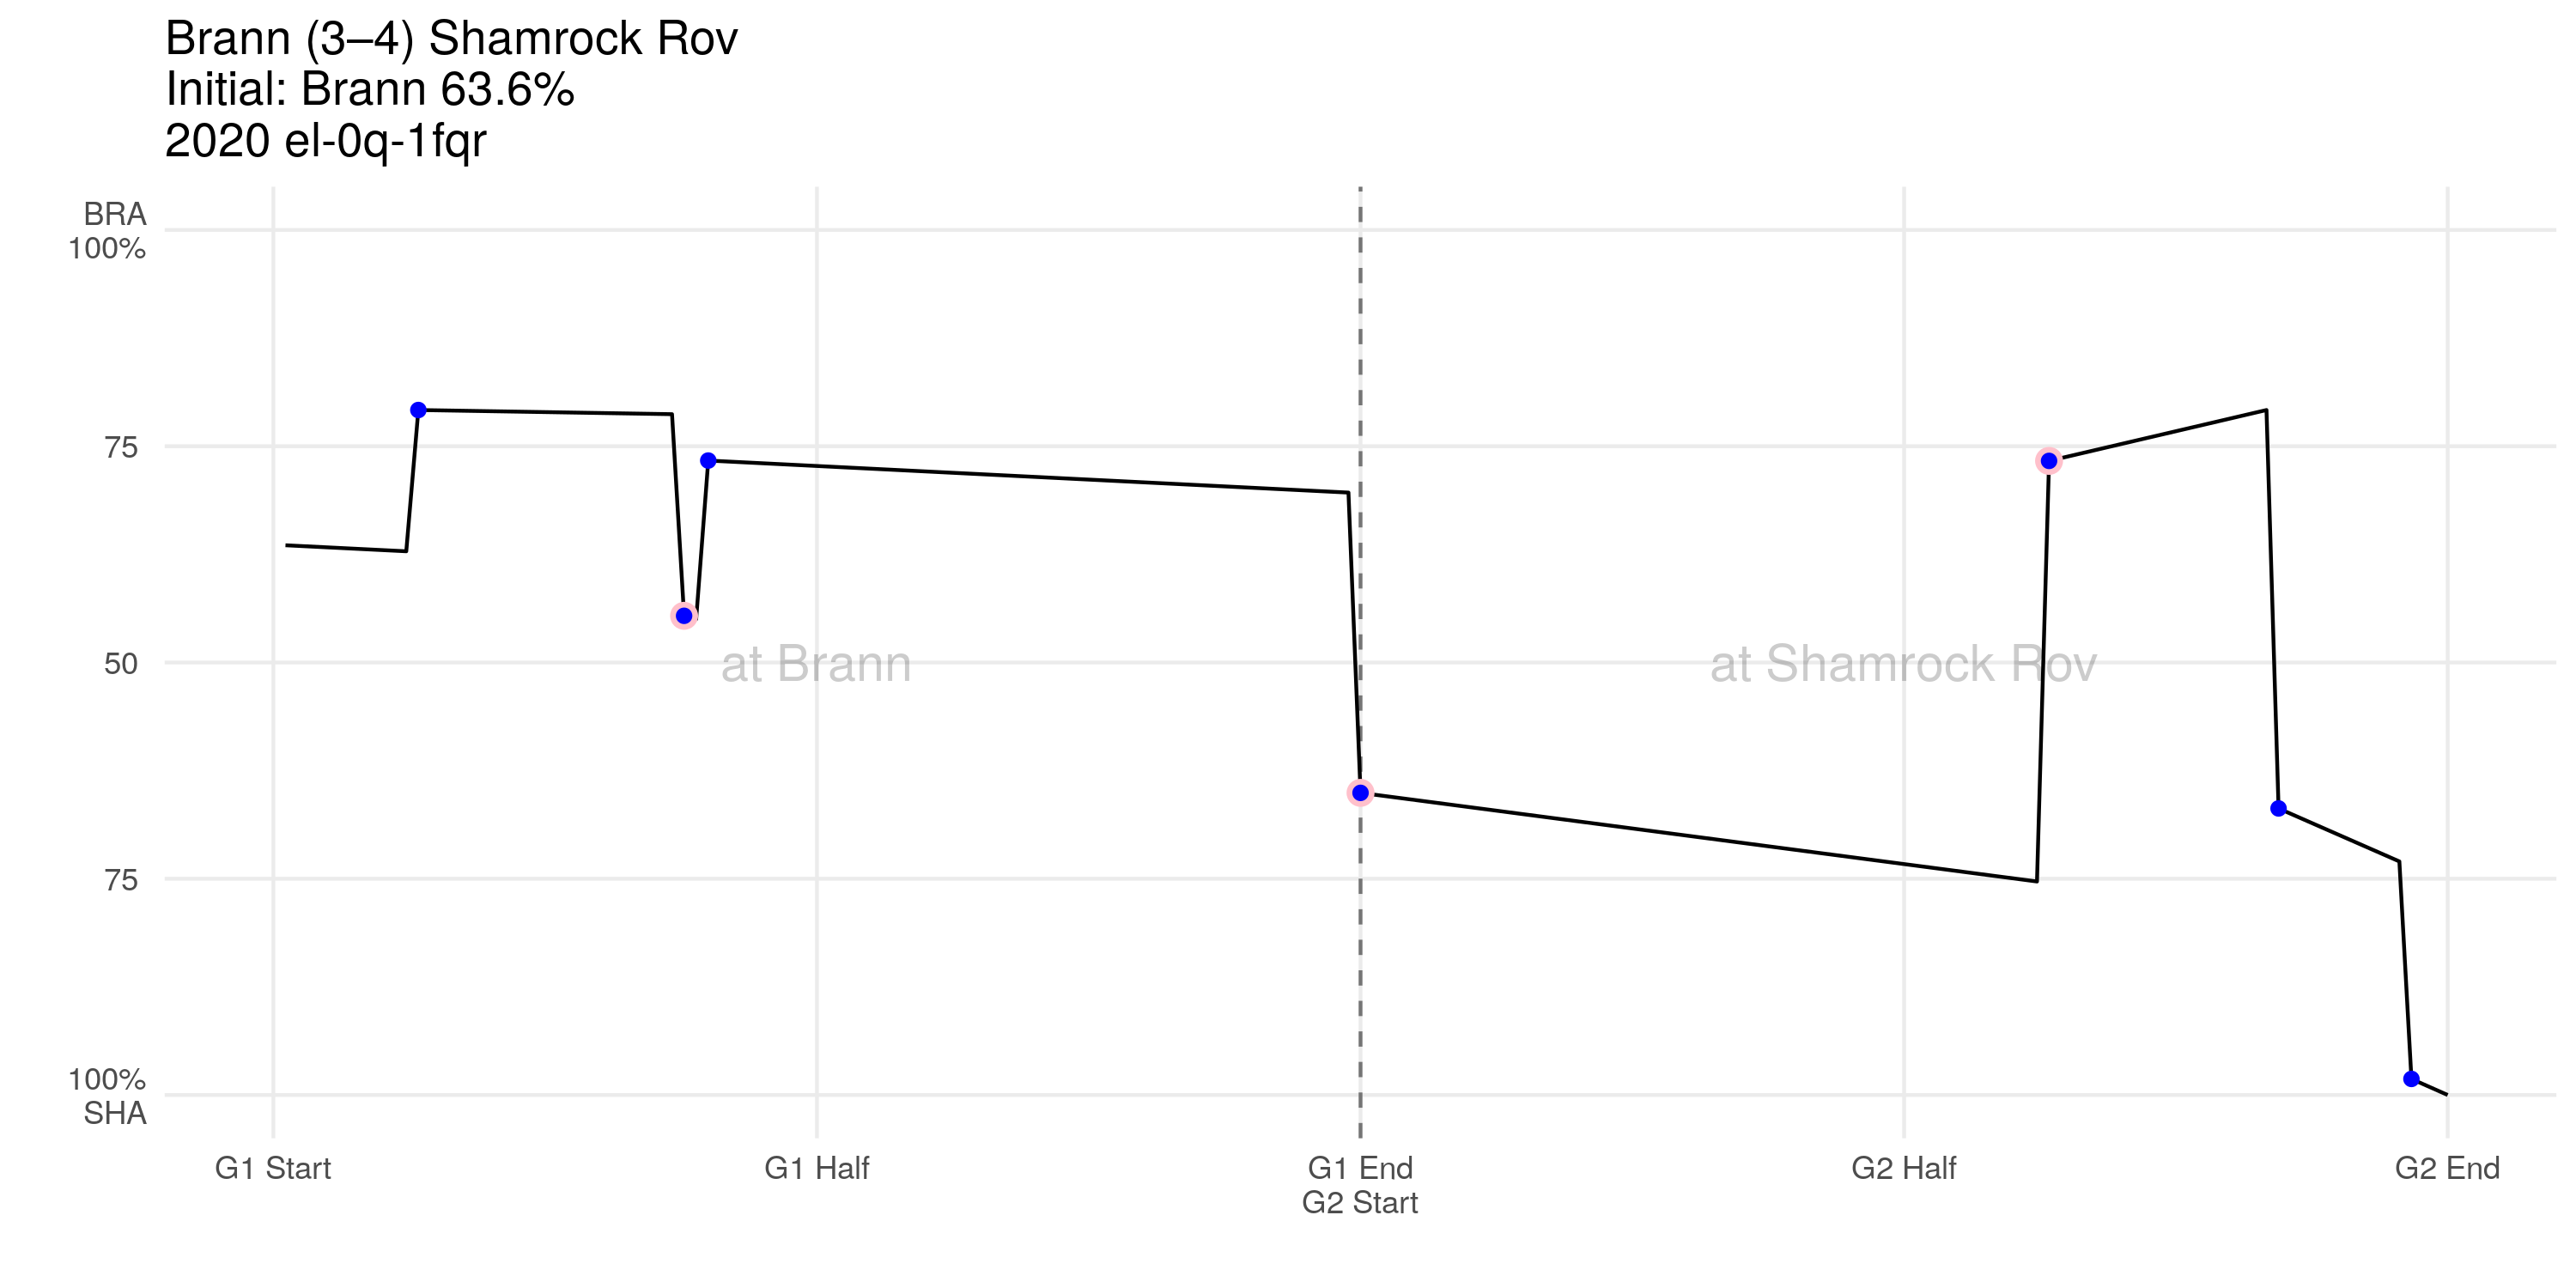 Brann (3–4) Shamrock Rov
Initial: Brann 63.6%
2020 el-0q-1fqr
BRA
100%
75
50
75
100%
SHA
at Brann
at Shamrock Rov
G1 Start
G1 Half
G1 End
G2 Start
G2 Half
G2 End